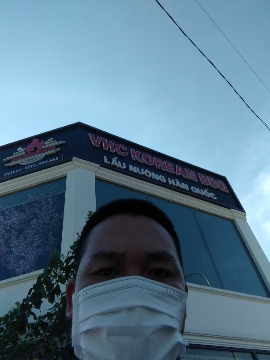 VHC KOREAN BBQ
LẨU NƯỚNG HÀN QUỐC